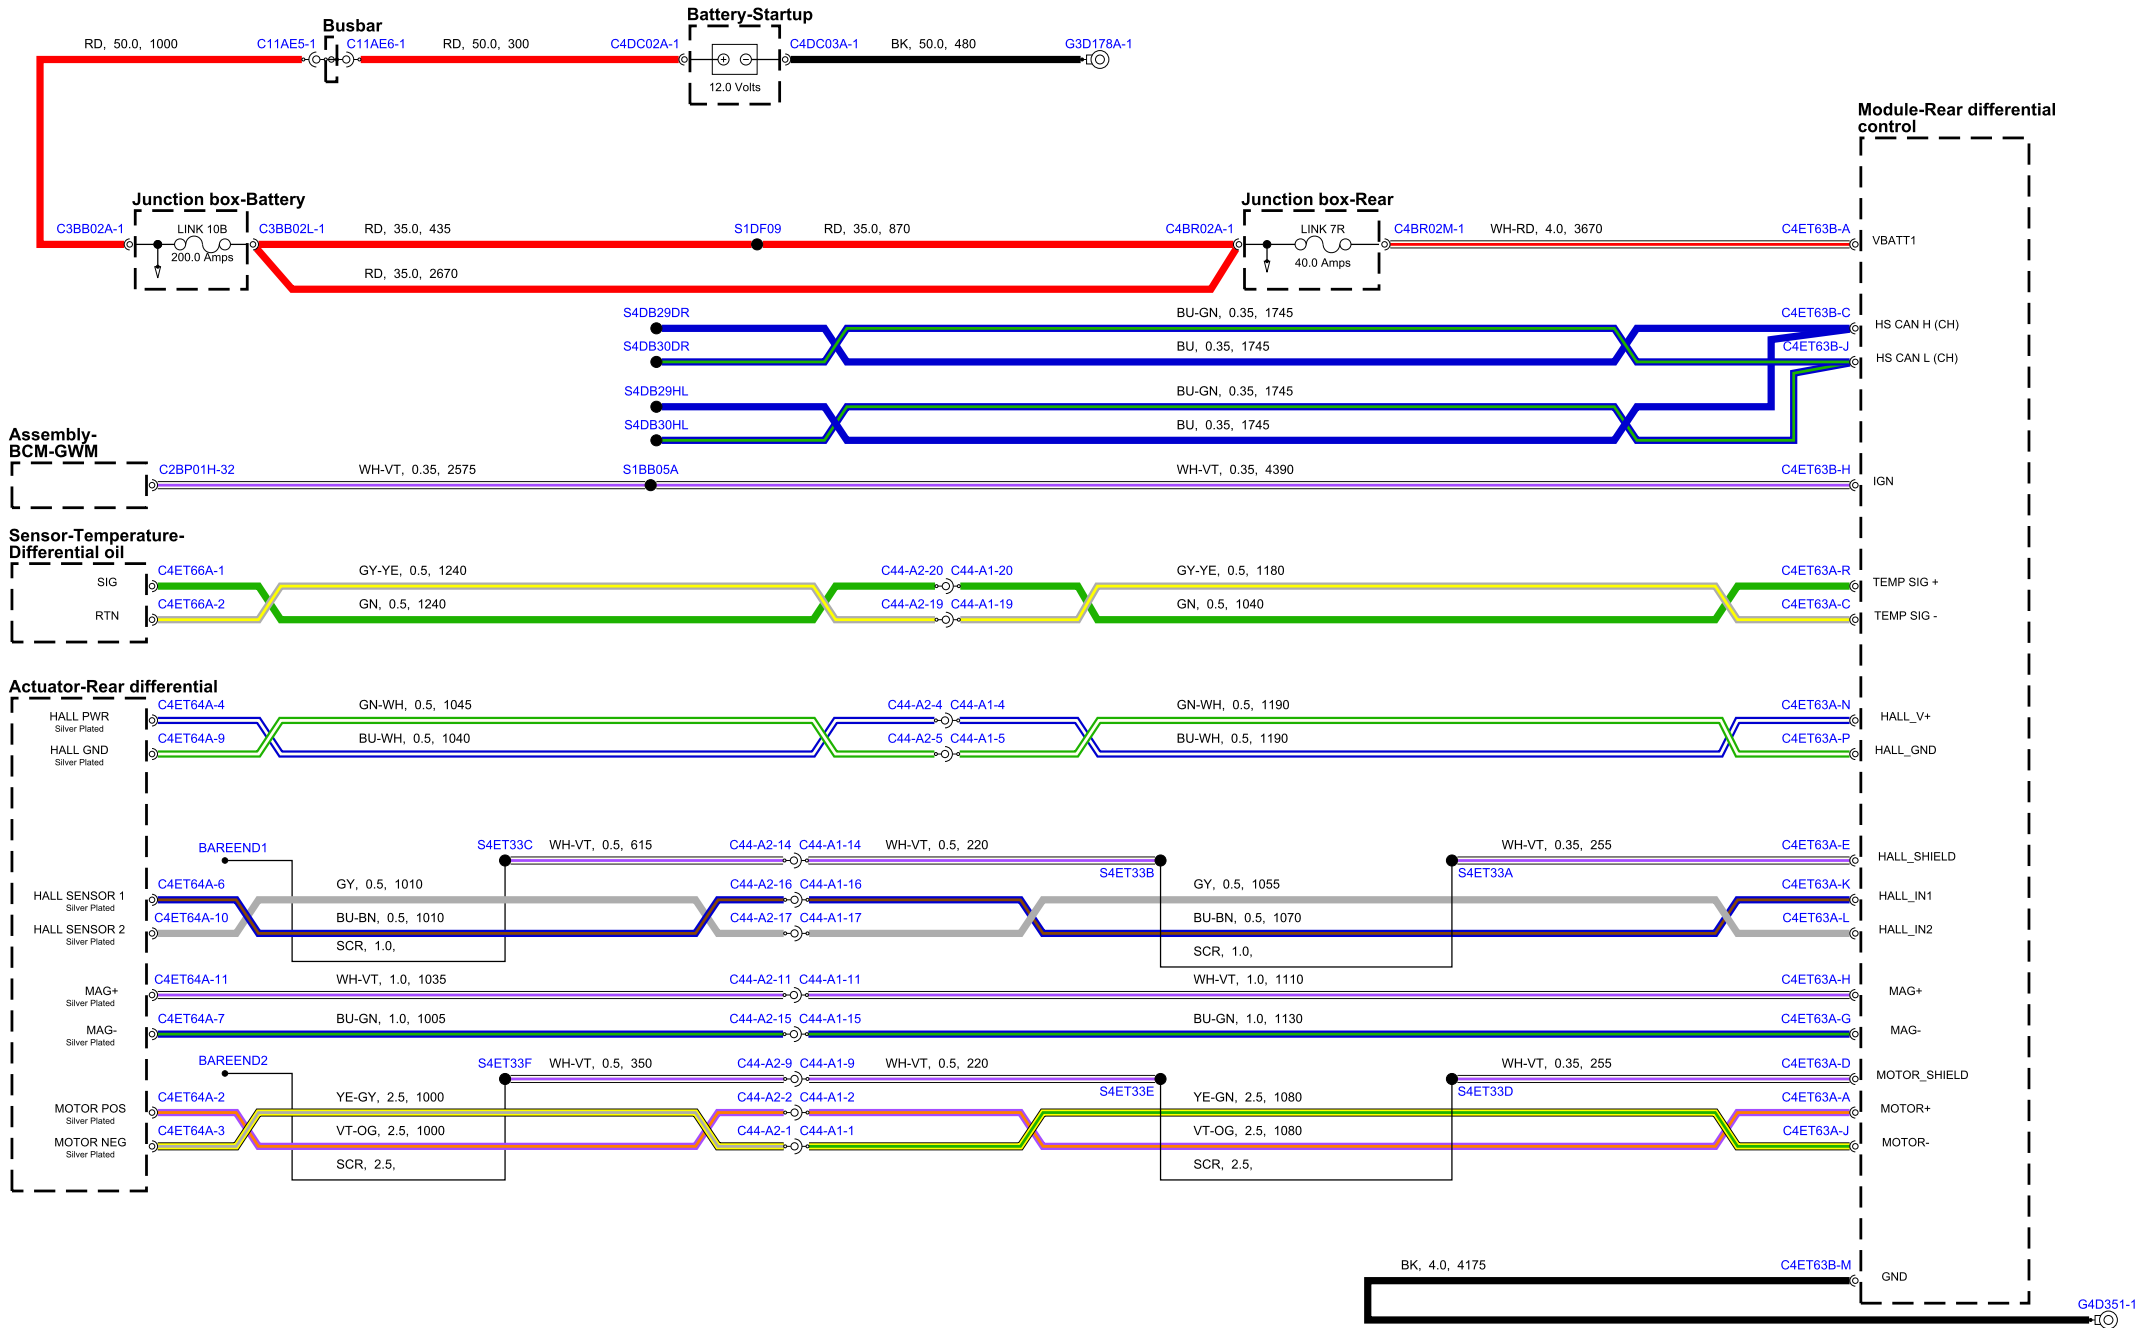 Battery-Startup
Busbar
RD, 50.0, 1000
C11AE5-1
C11AE6-1
RD, 50.0, 300
C4DC02A-1
C4DC03A-1
BK, 50.0, 480
G3D178A-1
12.0 Volts
Module-Rear differential
control
Junction box-Battery
Junction box-Rear
C3BB02A-1
LINK 10B
200.0 Amps
C3BB02L-1
RD, 35.0, 435
S1DF09
RD, 35.0, 870
C4BR02A-1
LINK 7R
40.0 Amps
C4BR02M-1
WH-RD, 4.0, 3670
C4ET63B-A
VBATT1
RD, 35.0, 2670
S4DB29DR
BU-GN, 0.35, 1745
C4ET63B-C
HS CAN H (CH)
S4DB30DR
BU, 0.35, 1745
C4ET63B-J
HS CAN L (CH)
S4DB29HL
BU-GN, 0.35, 1745
S4DB30HL
BU, 0.35, 1745
Assembly-
BCM-GWM
C2BP01H-32
WH-VT, 0.35, 2575
S1BB05A
WH-VT, 0.35, 4390
C4ET63B-H
IGN
Sensor-Temperature-
Differential oil
SIG
C4ET66A-1
GY-YE, 0.5, 1240
C44-A2-20
C44-A1-20
GY-YE, 0.5, 1180
C4ET63A-R
TEMP SIG +
RTN
C4ET66A-2
GN, 0.5, 1240
C44-A2-19
C44-A1-19
GN, 0.5, 1040
C4ET63A-C
TEMP SIG -
Actuator-Rear differential
HALL PWR
Silver Plated
C4ET64A-4
GN-WH, 0.5, 1045
C44-A2-4
C44-A1-4
GN-WH, 0.5, 1190
C4ET63A-N
HALL_V+
HALL GND
Silver Plated
C4ET64A-9
BU-WH, 0.5, 1040
C44-A2-5
C44-A1-5
BU-WH, 0.5, 1190
C4ET63A-P
HALL_GND
BAREEND1
S4ET33C
WH-VT, 0.5, 615
C44-A2-14
C44-A1-14
WH-VT, 0.5, 220
S4ET33B
WH-VT, 0.35, 255
S4ET33A
C4ET63A-E
HALL_SHIELD
HALL SENSOR 1
Silver Plated
C4ET64A-6
GY, 0.5, 1010
C44-A2-16
C44-A1-16
GY, 0.5, 1055
C4ET63A-K
HALL_IN1
HALL SENSOR 2
Silver Plated
C4ET64A-10
BU-BN, 0.5, 1010
C44-A2-17
C44-A1-17
BU-BN, 0.5, 1070
C4ET63A-L
HALL_IN2
SCR, 1.0,
SCR, 1.0,
MAG+
Silver Plated
C4ET64A-11
WH-VT, 1.0, 1035
C44-A2-11
C44-A1-11
WH-VT, 1.0, 1110
C4ET63A-H
MAG+
MAG-
Silver Plated
C4ET64A-7
BU-GN, 1.0, 1005
C44-A2-15
C44-A1-15
BU-GN, 1.0, 1130
C4ET63A-G
MAG-
BAREEND2
S4ET33F
WH-VT, 0.5, 350
C44-A2-9
C44-A1-9
WH-VT, 0.5, 220
S4ET33E
WH-VT, 0.35, 255
S4ET33D
C4ET63A-D
MOTOR_SHIELD
MOTOR POS
Silver Plated
C4ET64A-2
YE-GY, 2.5, 1000
C44-A2-2
C44-A1-2
YE-GN, 2.5, 1080
C4ET63A-A
MOTOR+
MOTOR NEG
Silver Plated
C4ET64A-3
VT-OG, 2.5, 1000
C44-A2-1
C44-A1-1
VT-OG, 2.5, 1080
C4ET63A-J
MOTOR-
SCR, 2.5,
SCR, 2.5,
BK, 4.0, 4175
C4ET63B-M
GND
G4D351-1